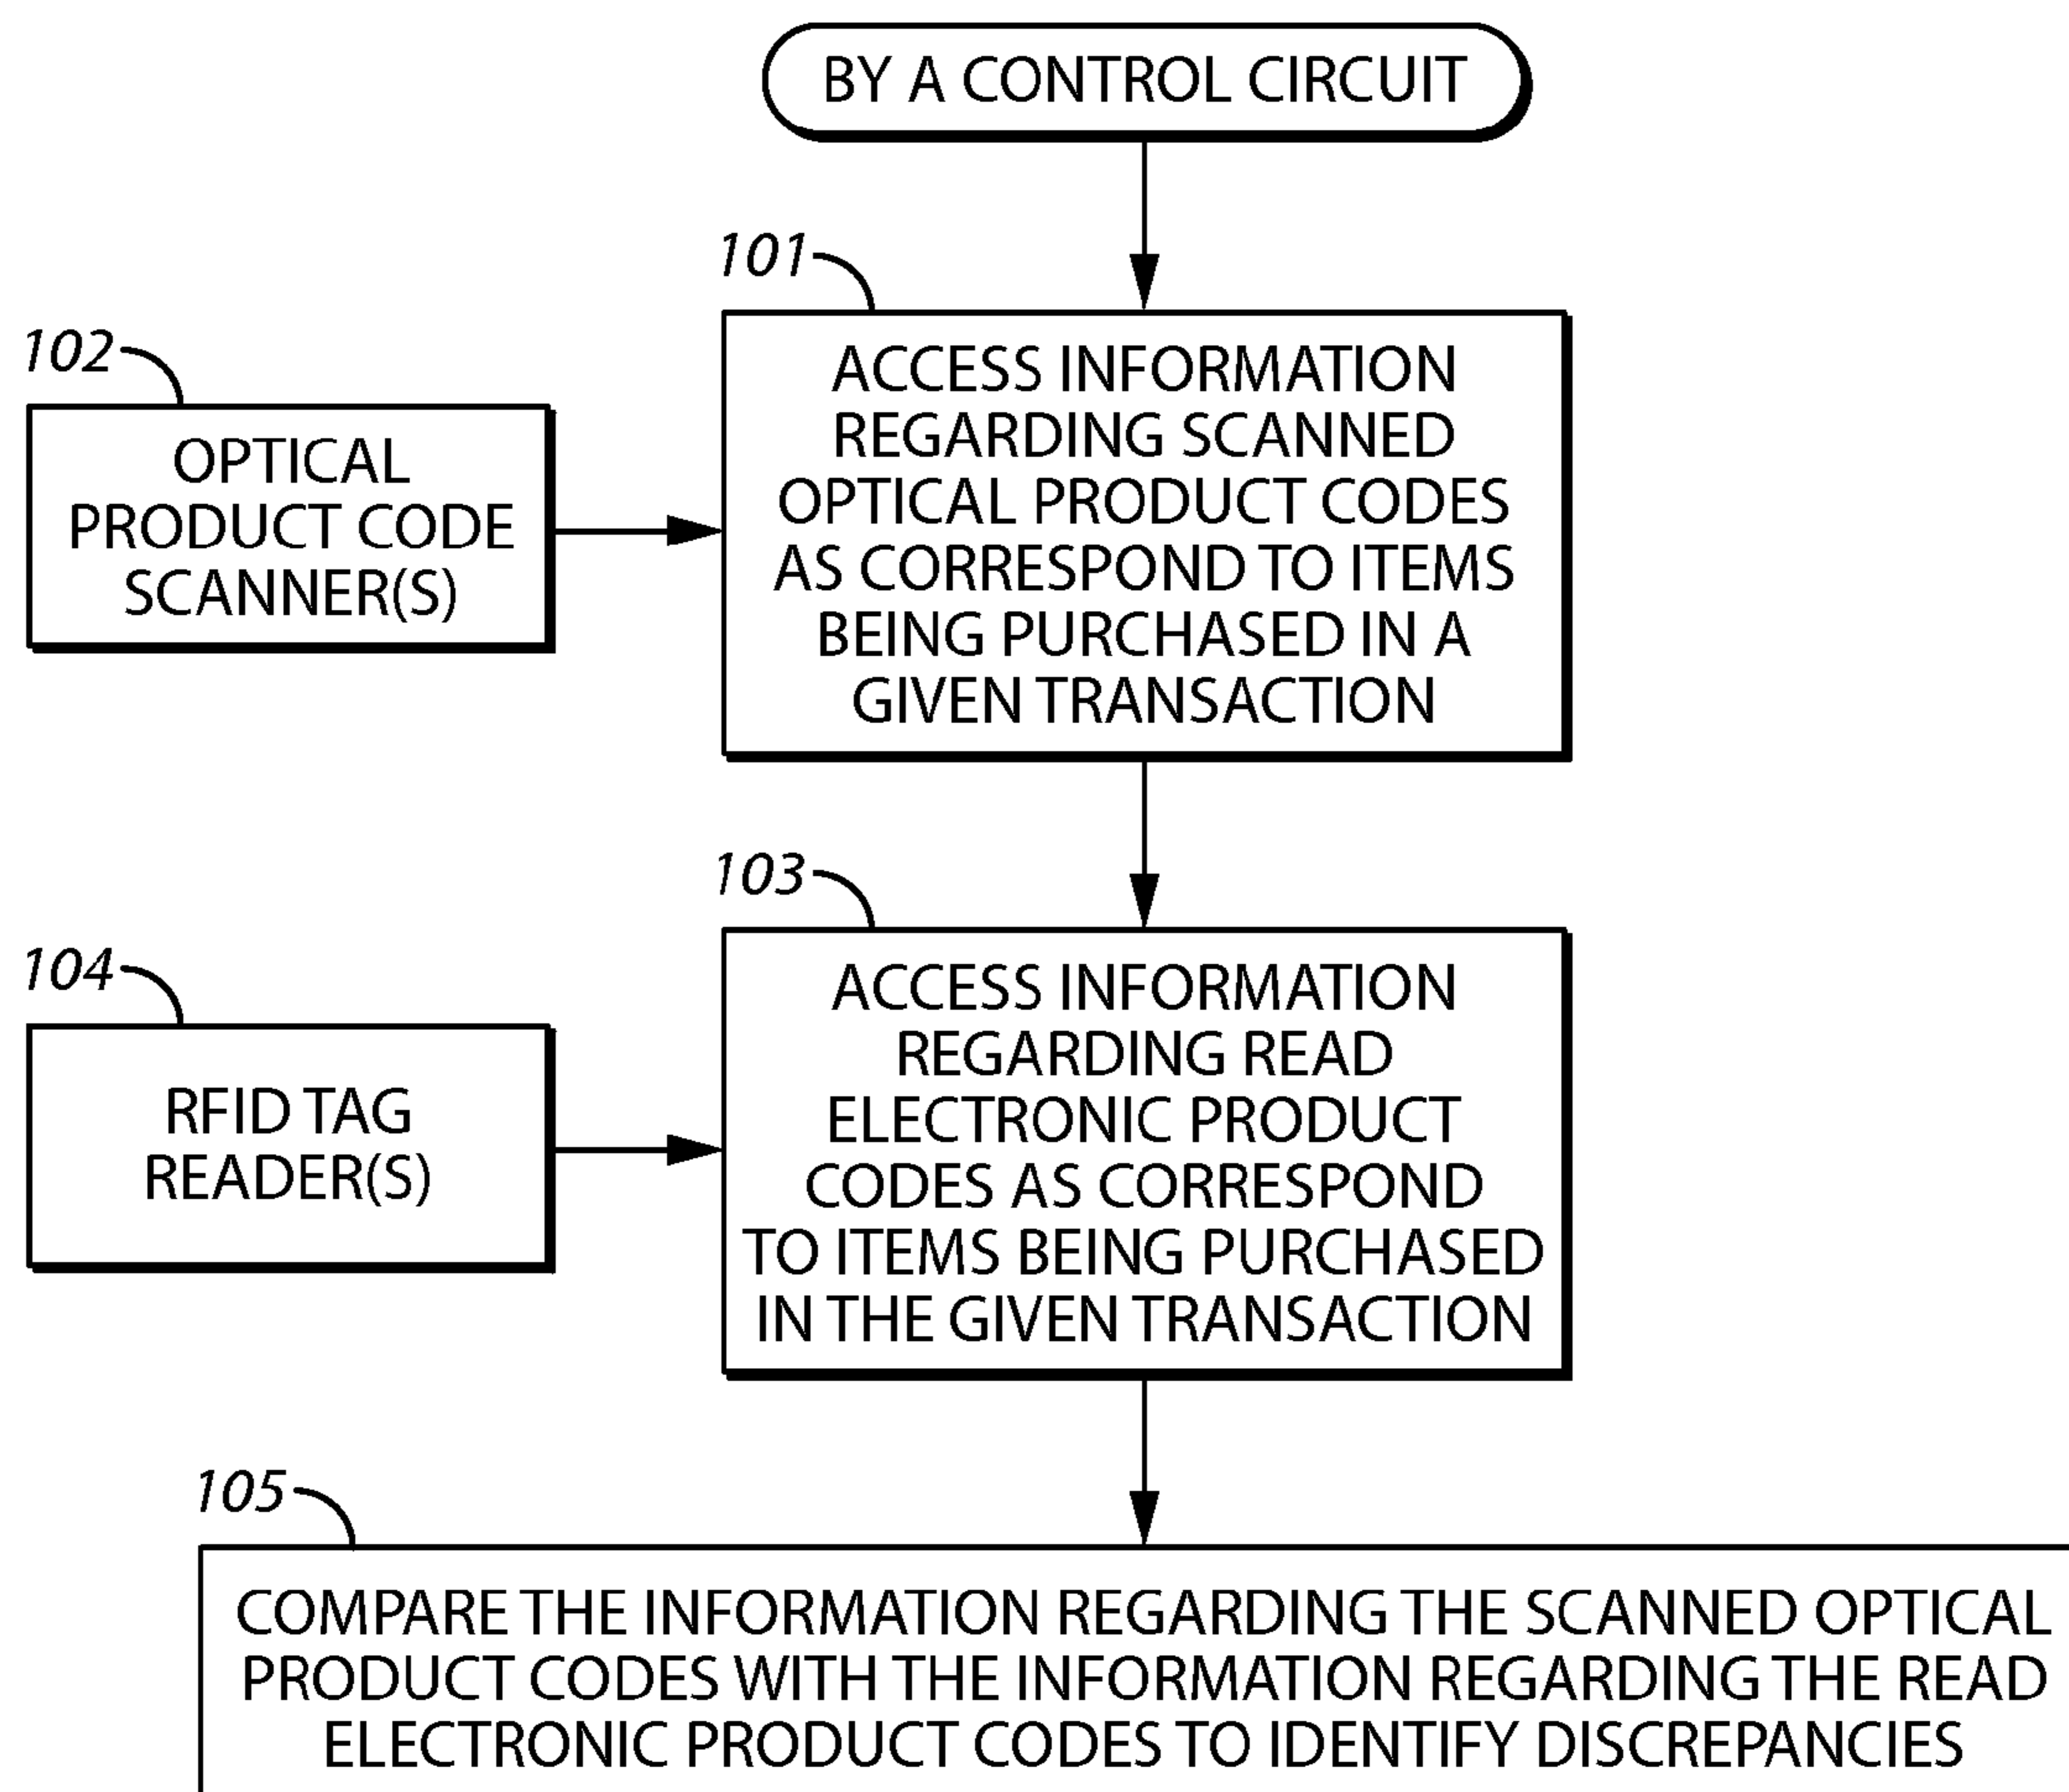 BY A CONTROL CIRCUIT
101
ACCESS INFORMATION
REGARDING SCANNED
OPTICAL PRODUCT CODES
AS CORRESPOND TO ITEMS
BEING PURCHASED IN A
GIVEN TRANSACTION
102
OPTICAL
PRODUCT CODE
SCANNER(S)
103
ACCESS INFORMATION
REGARDING READ
ELECTRONIC PRODUCT
CODES AS CORRESPOND
TO ITEMS BEING PURCHASED
IN THE GIVEN TRANSACTION
104
RFID TAG
READER(S)
105
COMPARE THE INFORMATION REGARDING THE SCANNED OPTICAL
PRODUCT CODES WITH THE INFORMATION REGARDING THE READ
ELECTRONIC PRODUCT CODES TO IDENTIFY DISCREPANCIES